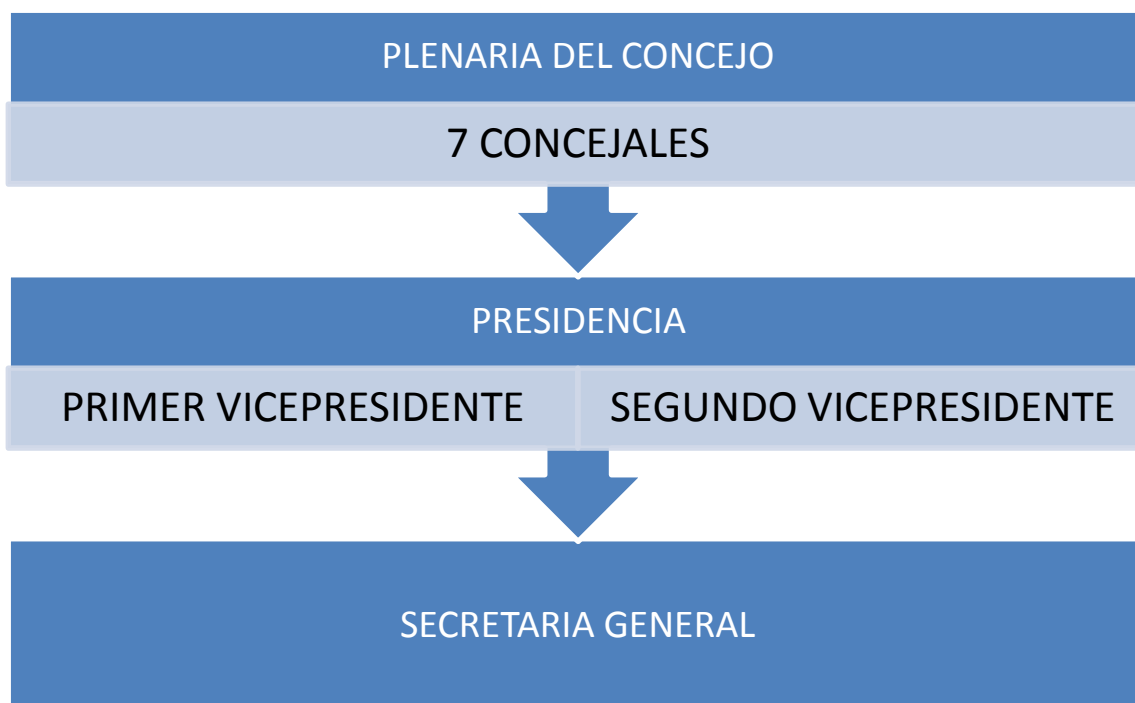 PLENARIA DEL CONCEJO
7 CONCEJALES
PRESIDENCIA
PRIMER VICEPRESIDENTE
SEGUNDO VICEPRESIDENTE
SECRETARIA GENERAL